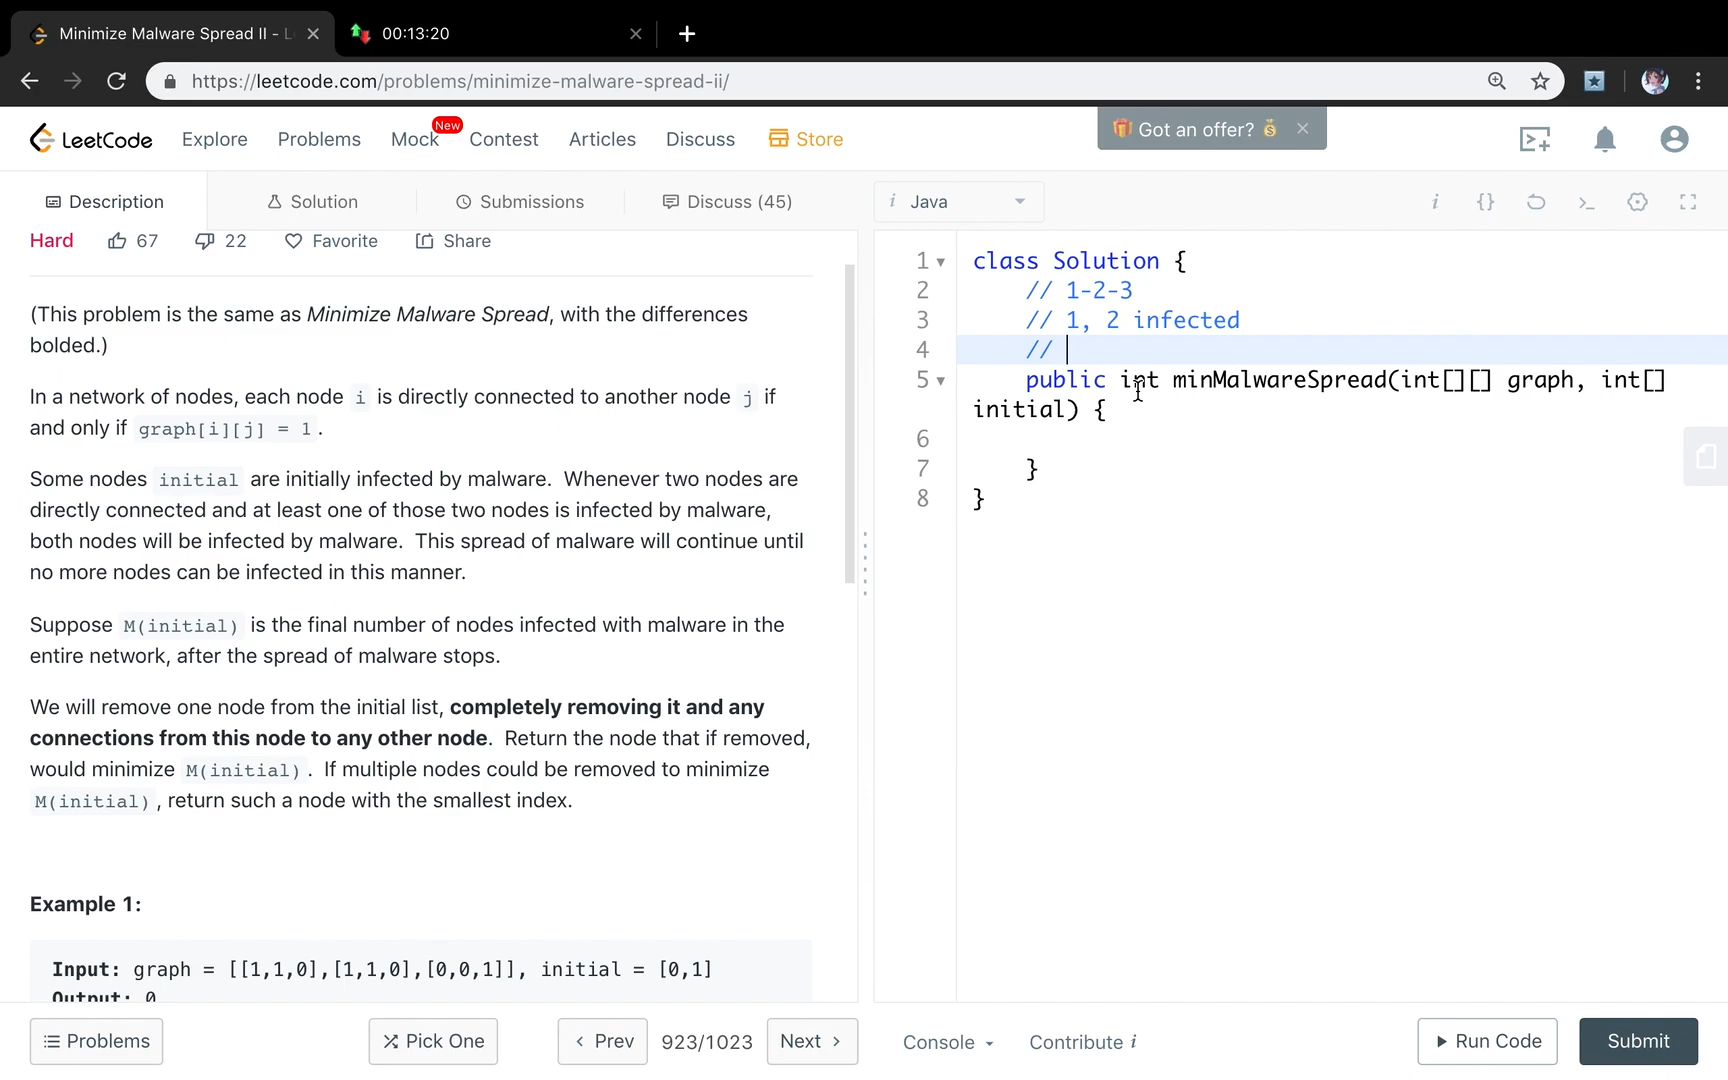 Minimize Malware Spread II - L
00:13:20
https://leetcode.com/problems/minimize-malware-spread-ii/
LeetCode Explore Problems Mock New Contest Articles Discuss Store
Got an offer?
Description Solution Submissions Discuss (45)
Java
Hard 67 22 Favorite Share
(This problem is the same as Minimize Malware Spread, with the differences
bolded.)
In a network of nodes, each node i is directly connected to another node j if
and only if graph[i][j] = 1.
Some nodes initial are initially infected by malware. Whenever two nodes are
directly connected and at least one of those two nodes is infected by malware,
both nodes will be infected by malware. This spread of malware will continue until
no more nodes can be infected in this manner.
Suppose M(initial) is the final number of nodes infected with malware in the
entire network, after the spread of malware stops.
We will remove one node from the initial list, completely removing it and any
connections from this node to any other node. Return the node that if removed,
would minimize M(initial). If multiple nodes could be removed to minimize
M(initial), return such a node with the smallest index.
Example 1:
Input: graph = [[1,1,0],[1,1,0],[0,0,1]], initial = [0,1]
Output: 0
1 class Solution {
2 // 1-2-3
3 // 1, 2 infected
4 //
5 public int minMalwareSpread(int[][] graph, int[]
initial) {
6
7 }
8 }
Problems Pick One Prev 923/1023 Next
Console Contribute i Run Code Submit